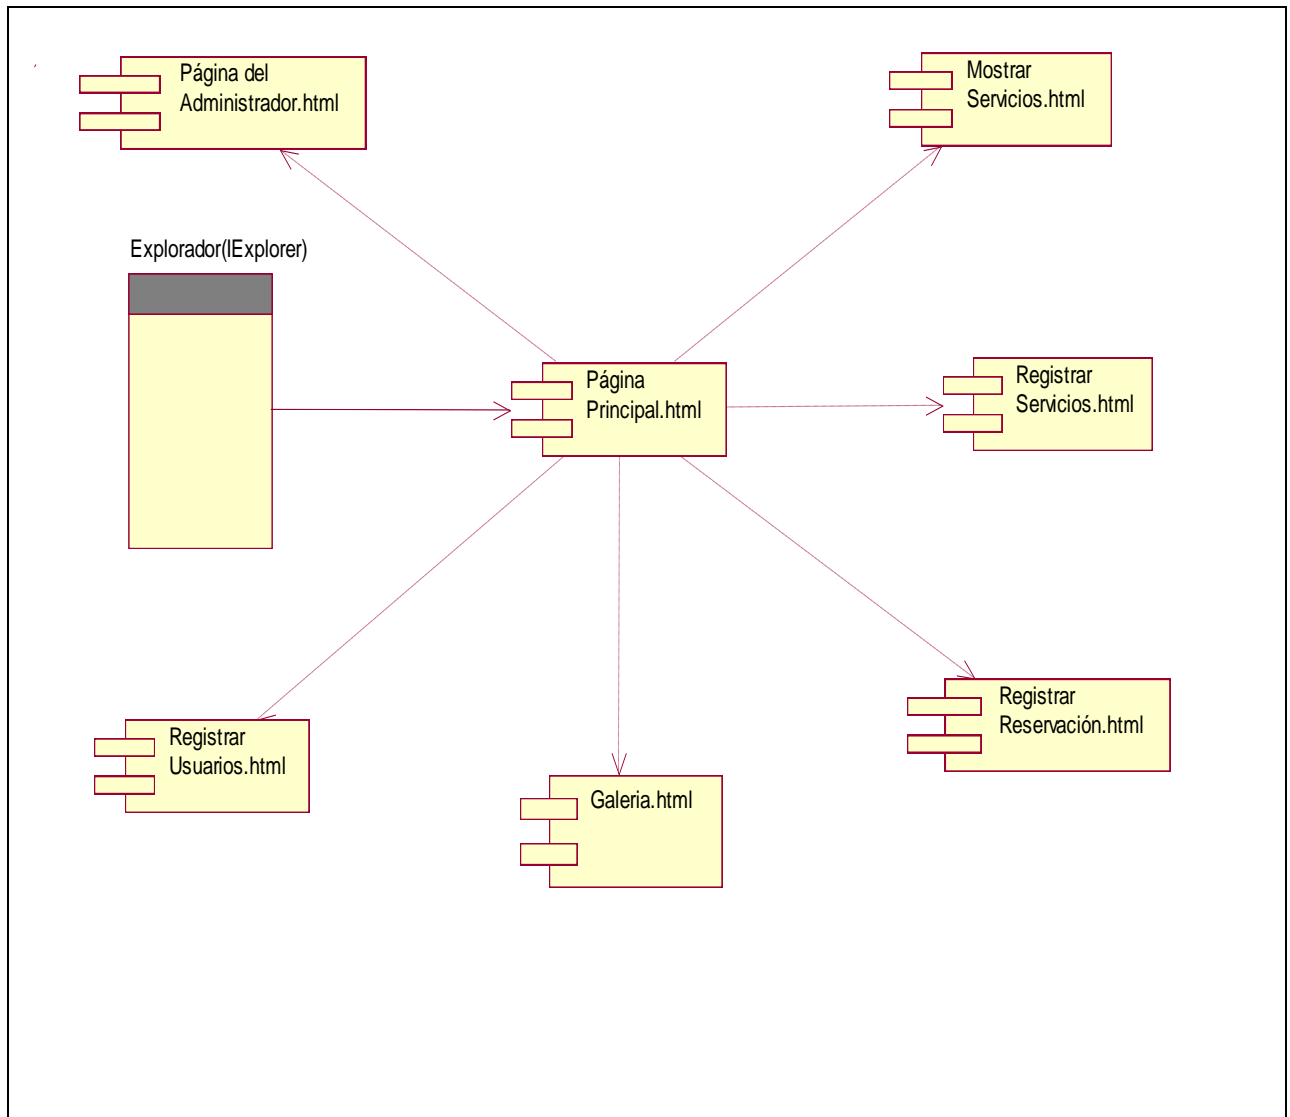 Página del
Administrador.html
Mostrar
Servicios.html
Explorador(IExplorer)
Página
Principal.html
Registrar
Servicios.html
Registrar
Usuarios.html
Galeria.html
Registrar
Reservación.html